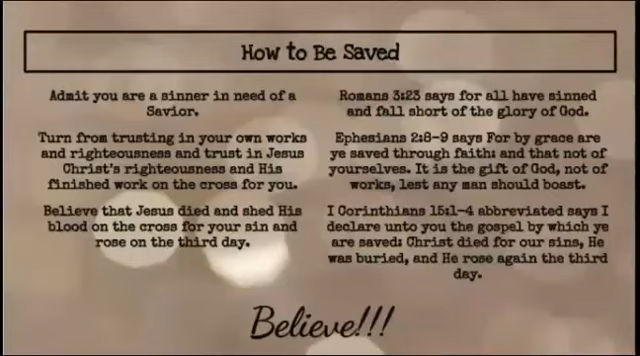 How to Be Saved
Admit you are a sinner in need of a
Savior.
Turn from trusting in your own works
and righteousness and trust in Jesus
Christ's righteousness and His
finished work on the cross for you.
Believe that Jesus died and shed His
blood on the cross for your sin and
rose on the third day.
Romans 3:23 says for all have sinned
and fall short of the glory of God.
Ephesians 2:8-9 says For by grace are
ye saved through faith: and that not of
yourselves. It is the gift of God, not of
works, lest any man should boast.
I Corinthians 15:1-4 abbreviated says I
declare unto you the gospel by which ye
are saved: Christ died for our sins, He
was buried, and He rose again the third
day.
Believe!!!